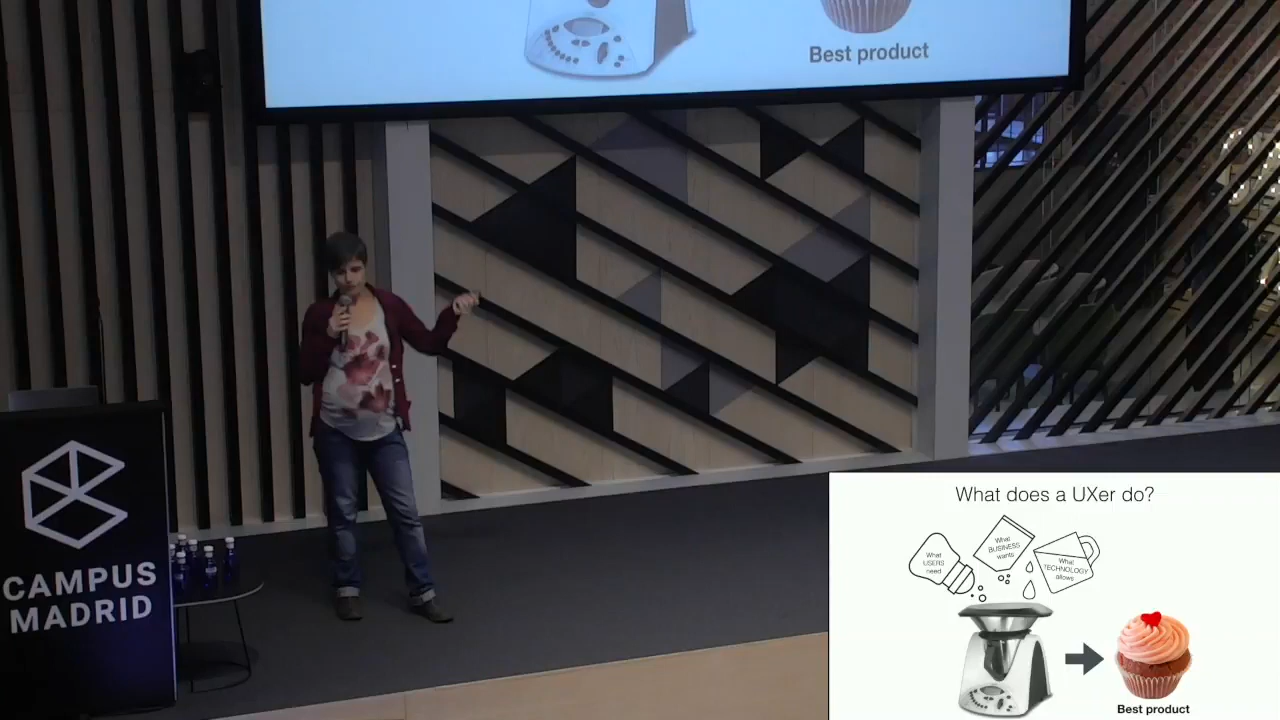 Best product
CAMPUS
MADRID
What does a UXer do?
What
USERS
need
What
BUSINESS
wants
What
TECHNOLOGY
allows
Best product